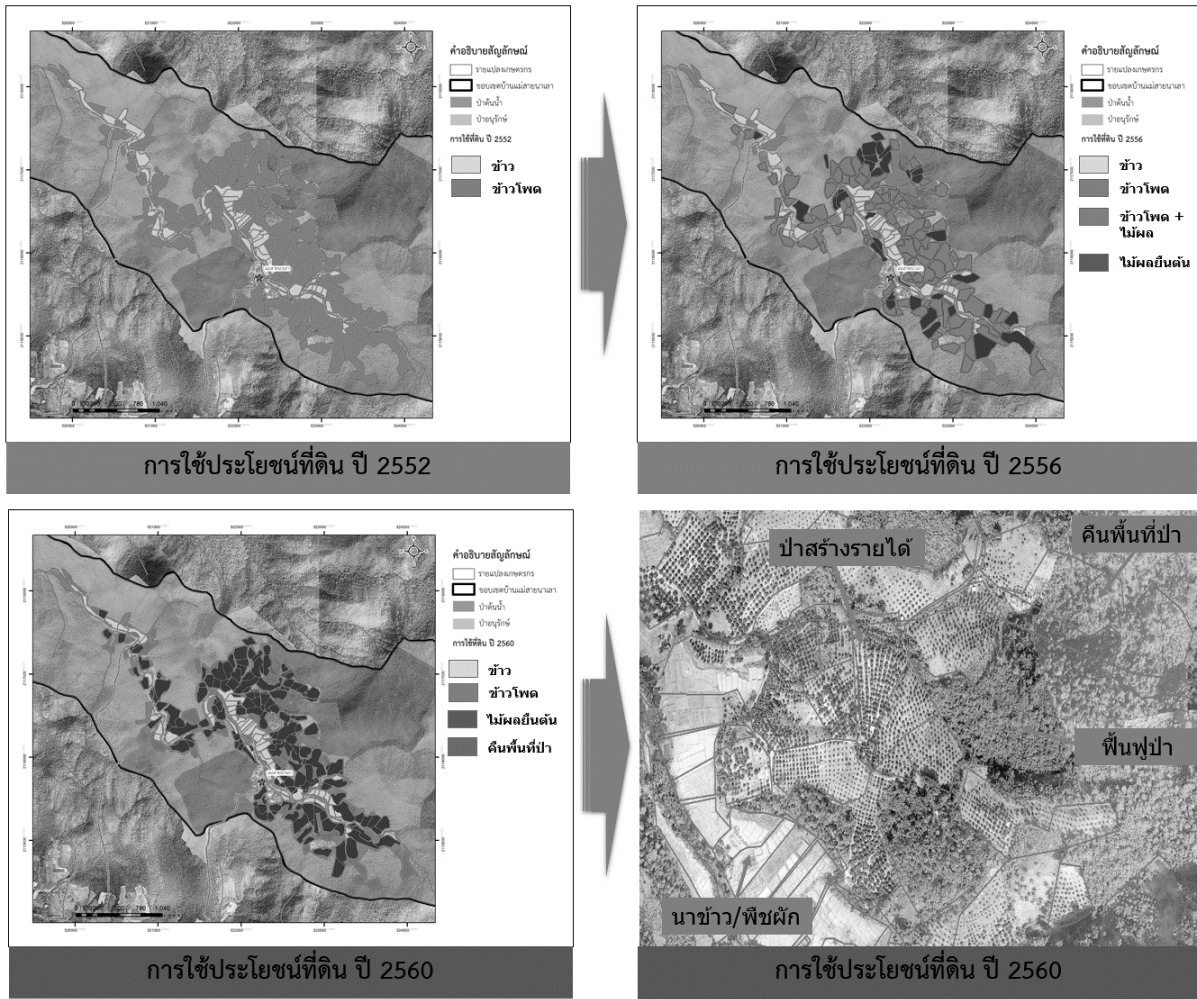 คำอธิบายสัญลักษณ์
รายแปลงเกษตรกร
ขอบเขตบ้านแม่สายนาเลา
ป่าต้นน้ำ
ป่าอนุรักษ์
การใช้ที่ดิน ปี 2552
ข้าว
ข้าวโพด
การใช้ประโยชน์ที่ดิน ปี 2552
คำอธิบายสัญลักษณ์
รายแปลงเกษตรกร
ขอบเขตบ้านแม่สายนาเลา
ป่าต้นน้ำ
ป่าอนุรักษ์
การใช้ที่ดิน ปี 2556
ข้าว
ข้าวโพด
ข้าวโพด +
ไม้ผล
ไม้ผลยืนต้น
การใช้ประโยชน์ที่ดิน ปี 2556
คำอธิบายสัญลักษณ์
รายแปลงเกษตรกร
ขอบเขตบ้านแม่สายนาเลา
ป่าต้นน้ำ
ป่าอนุรักษ์
การใช้ที่ดิน ปี 2560
ข้าว
ข้าวโพด
ไม้ผลยืนต้น
คืนพื้นที่ป่า
การใช้ประโยชน์ที่ดิน ปี 2560
ป่าสร้างรายได้
คืนพื้นที่ป่า
ฟื้นฟูป่า
นาข้าว/พืชผัก
การใช้ประโยชน์ที่ดิน ปี 2560